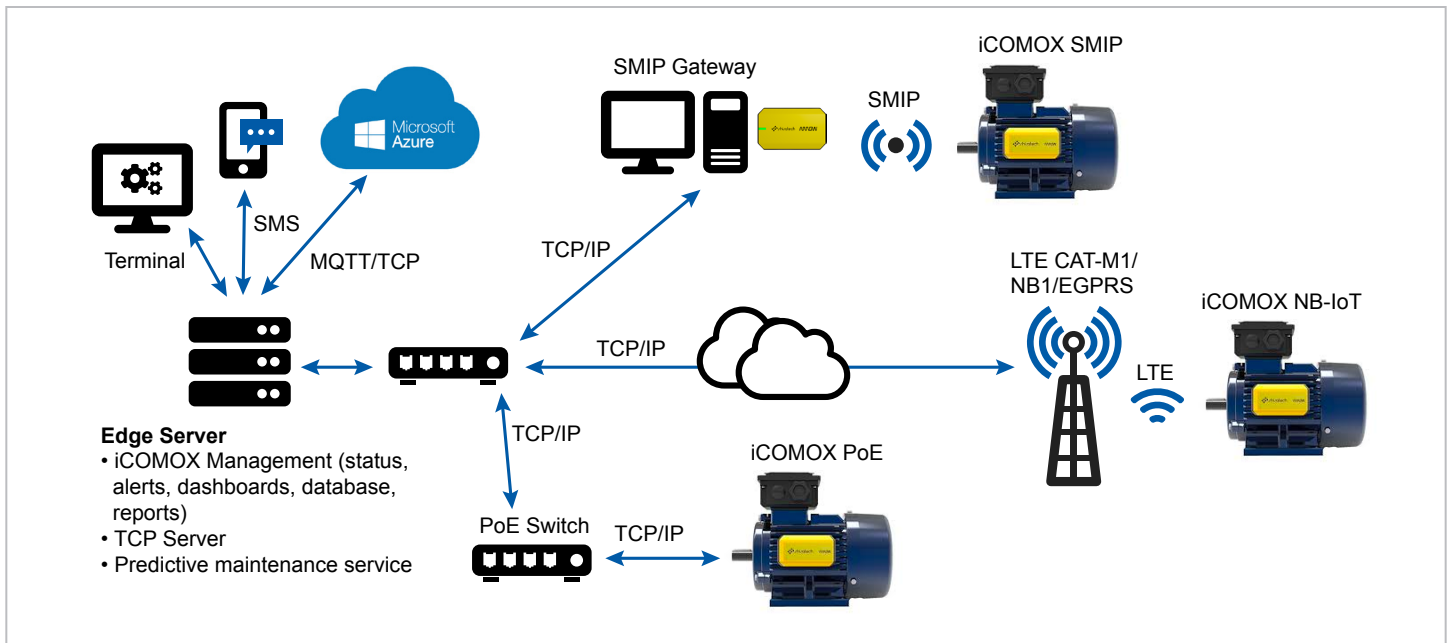 iCOMOX SMIP
SMIP Gateway
SMIP
Microsoft
Azure
SMS
TCP/IP
Terminal
MQTT/TCP
LTE CAT-M1/
NB1/EGPRS
iCOMOX NB-IoT
TCP/IP
LTE
Edge Server
• iCOMOX Management (status,
alerts, dashboards, database,
reports)
• TCP Server
• Predictive maintenance service
TCP/IP
iCOMOX PoE
PoE Switch
TCP/IP